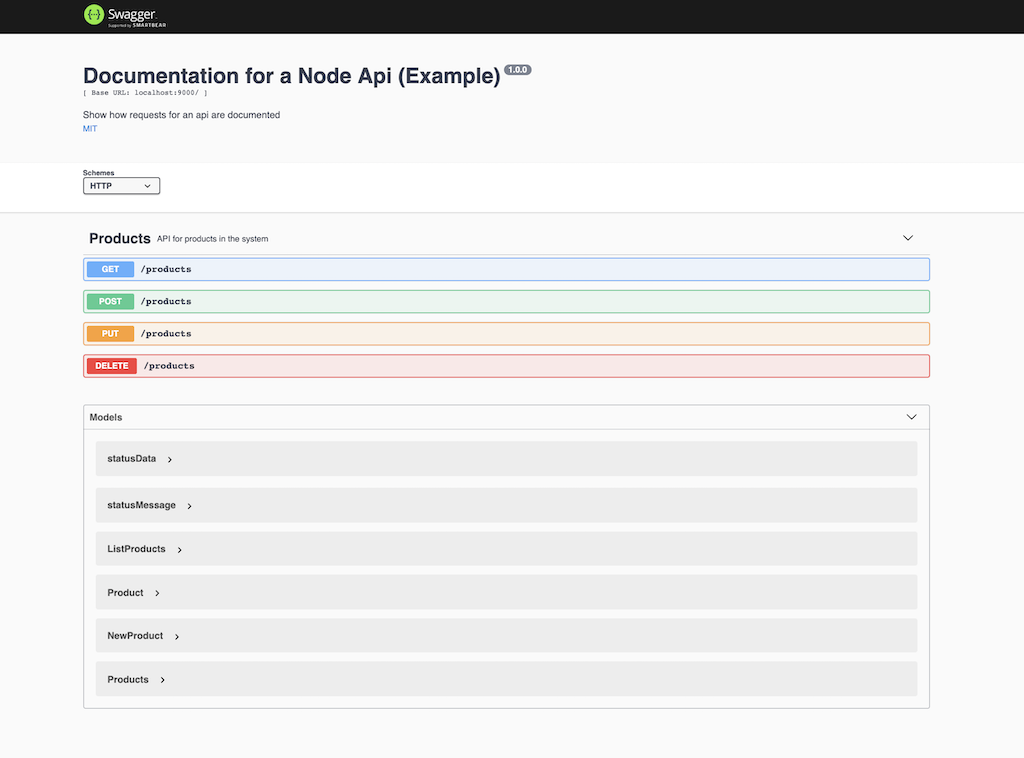 Swagger
Supported by SMARTBEAR
Documentation for a Node Api (Example) 1.0.0
[ Base URL: localhost:9000/ ]
Show how requests for an api are documented
MIT
Schemes
HTTP
Products API for products in the system
GET /products
POST /products
PUT /products
DELETE /products
Models
statusData
statusMessage
ListProducts
Product
NewProduct
Products